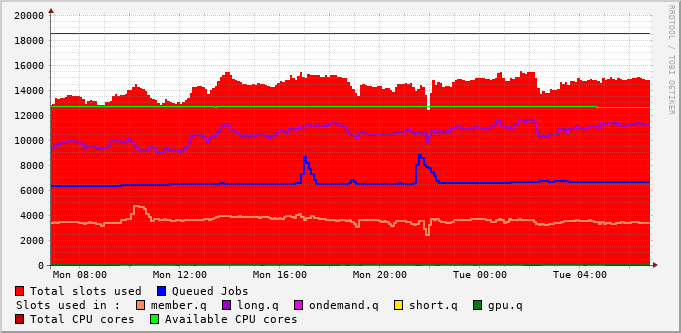 RRDTOOL / TOBI OETIKER
20000
18000
16000
14000
12000
10000
8000
6000
4000
2000
0
Mon 08:00 Mon 12:00 Mon 16:00 Mon 20:00 Tue 00:00 Tue 04:00
Total slots used Queued Jobs
Slots used in : member.q long.q ondemand.q short.q gpu.q
Total CPU cores Available CPU cores